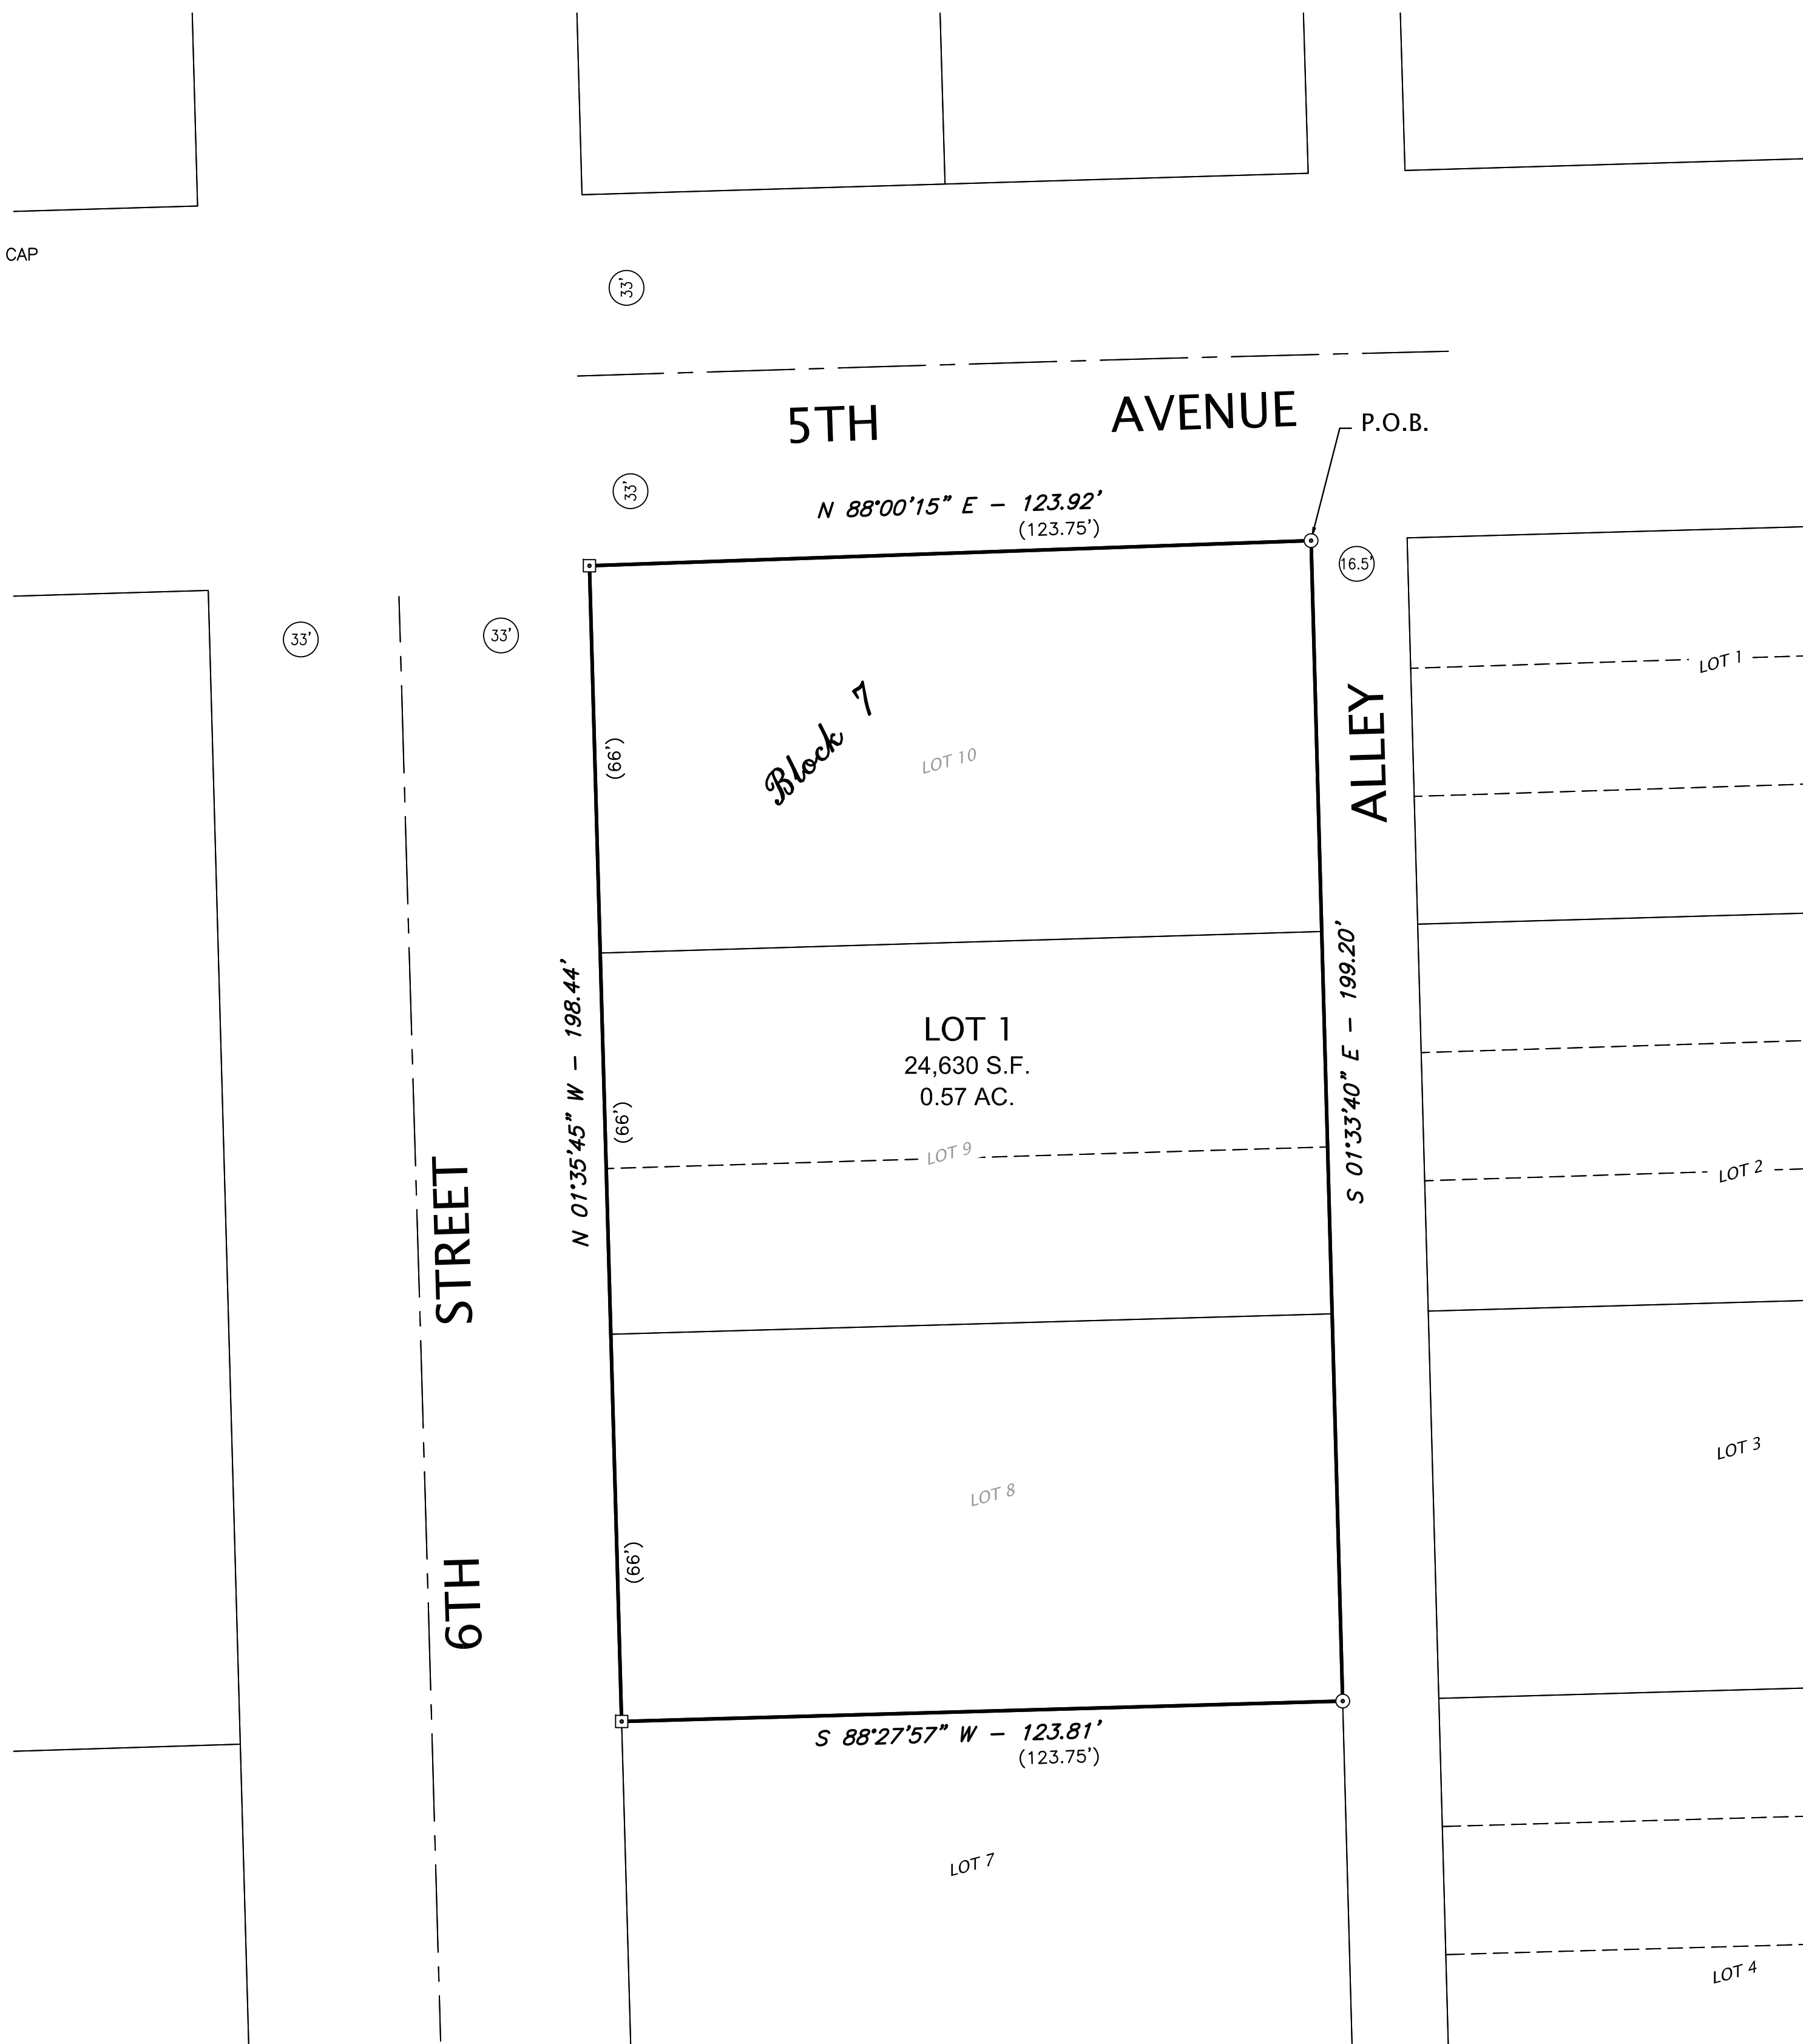 CAP
33'
5TH AVENUE
P.O.B.
33'
N 88°00'15" E - 123.92'
(123.75')
16.5'
33'
33'
LOT 1
Block 7
LOT 10
(66')
ALLEY
N 01°35'45" W - 198.44'
S 01°33'40" E - 199.20'
LOT 1
24,630 S.F.
0.57 AC.
(66')
LOT 9
LOT 2
6TH STREET
LOT 3
LOT 8
(66')
S 88°27'57" W - 123.81'
(123.75')
LOT 7
LOT 4